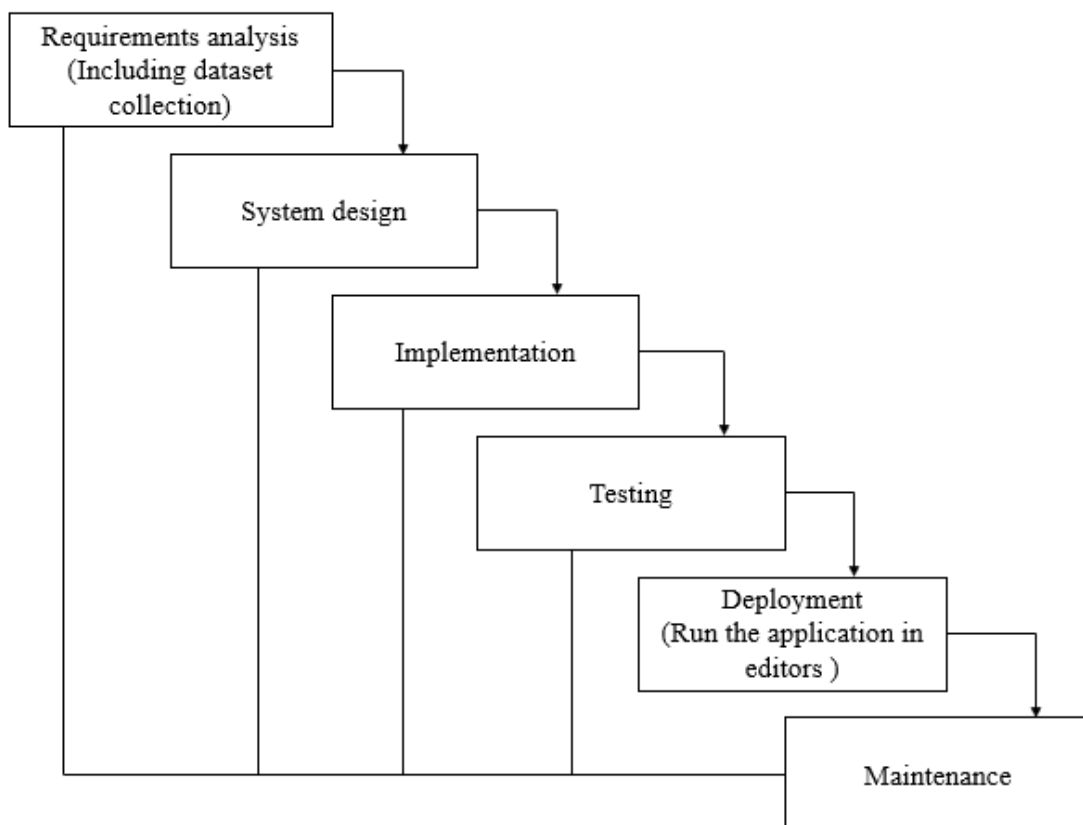 Requirements analysis
(Including dataset
collection)
System design
Implementation
Testing
Deployment
(Run the application in
editors )
Maintenance